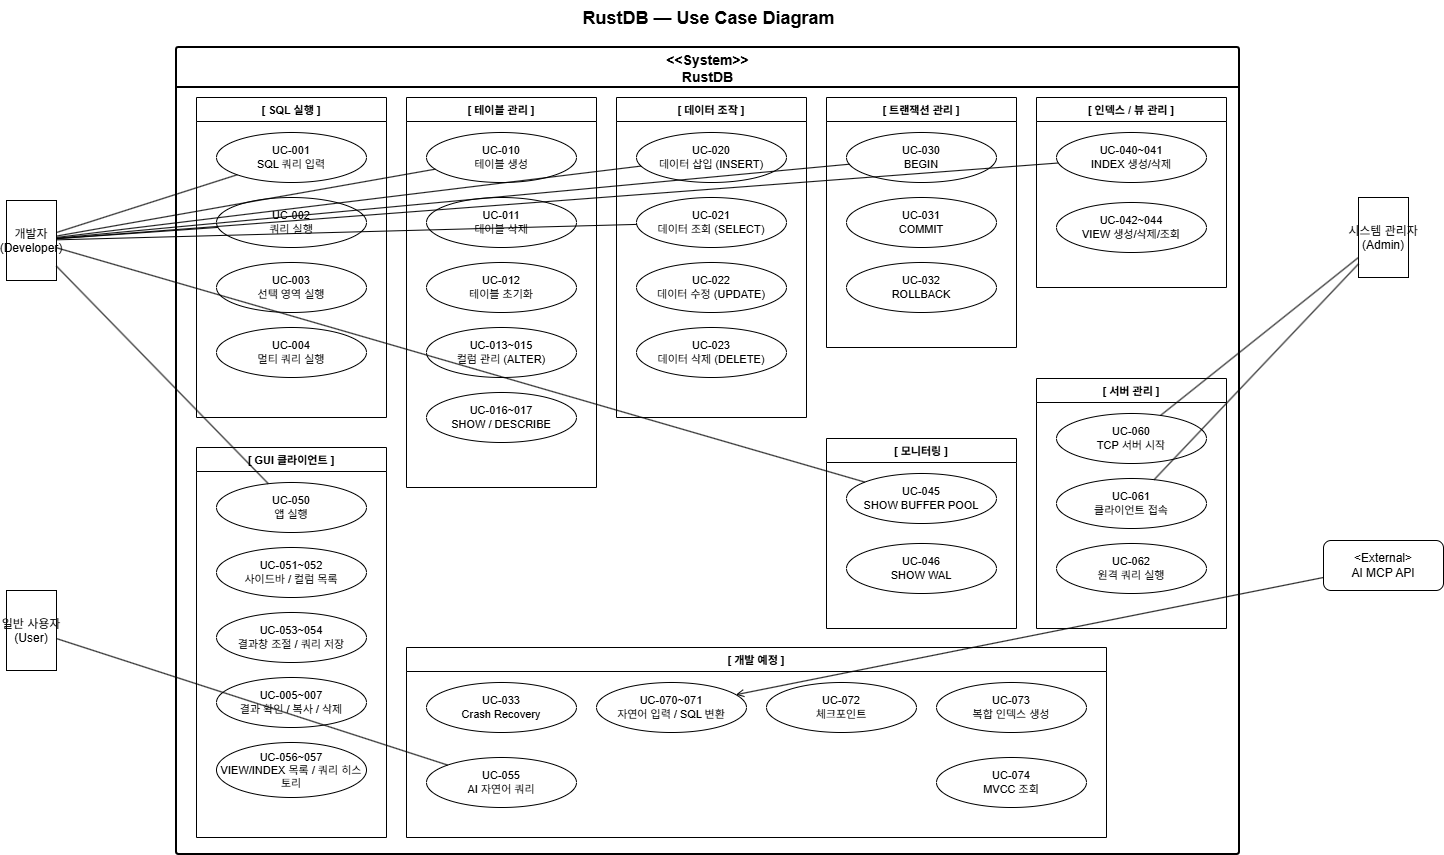 RustDB — Use Case Diagram
<<System>>
RustDB
[ SQL 실행 ]
UC-001
SQL 쿼리 입력
UC-002
쿼리 실행
UC-003
선택 영역 실행
UC-004
멀티 쿼리 실행
[ 테이블 관리 ]
UC-010
테이블 생성
UC-011
테이블 삭제
UC-012
테이블 초기화
UC-013~015
컬럼 관리 (ALTER)
UC-016~017
SHOW / DESCRIBE
[ 데이터 조작 ]
UC-020
데이터 삽입 (INSERT)
UC-021
데이터 조회 (SELECT)
UC-022
데이터 수정 (UPDATE)
UC-023
데이터 삭제 (DELETE)
[ 트랜잭션 관리 ]
UC-030
BEGIN
UC-031
COMMIT
UC-032
ROLLBACK
[ 인덱스 / 뷰 관리 ]
UC-040~041
INDEX 생성/삭제
UC-042~044
VIEW 생성/삭제/조회
개발자
(Developer)
시스템 관리자
(Admin)
[ GUI 클라이언트 ]
UC-050
앱 실행
UC-051~052
사이드바 / 컬럼 목록
UC-053~054
결과창 조절 / 쿼리 저장
UC-005~007
결과 확인 / 복사 / 삭제
UC-056~057
VIEW/INDEX 목록 / 쿼리 히스
토리
[ 모니터링 ]
UC-045
SHOW BUFFER POOL
UC-046
SHOW WAL
[ 서버 관리 ]
UC-060
TCP 서버 시작
UC-061
클라이언트 접속
UC-062
원격 쿼리 실행
<External>
AI MCP API
일반 사용자
(User)
[ 개발 예정 ]
UC-033
Crash Recovery
UC-070~071
자연어 입력 / SQL 변환
UC-072
체크포인트
UC-073
복합 인덱스 생성
UC-055
AI 자연어 쿼리
UC-074
MVCC 조회